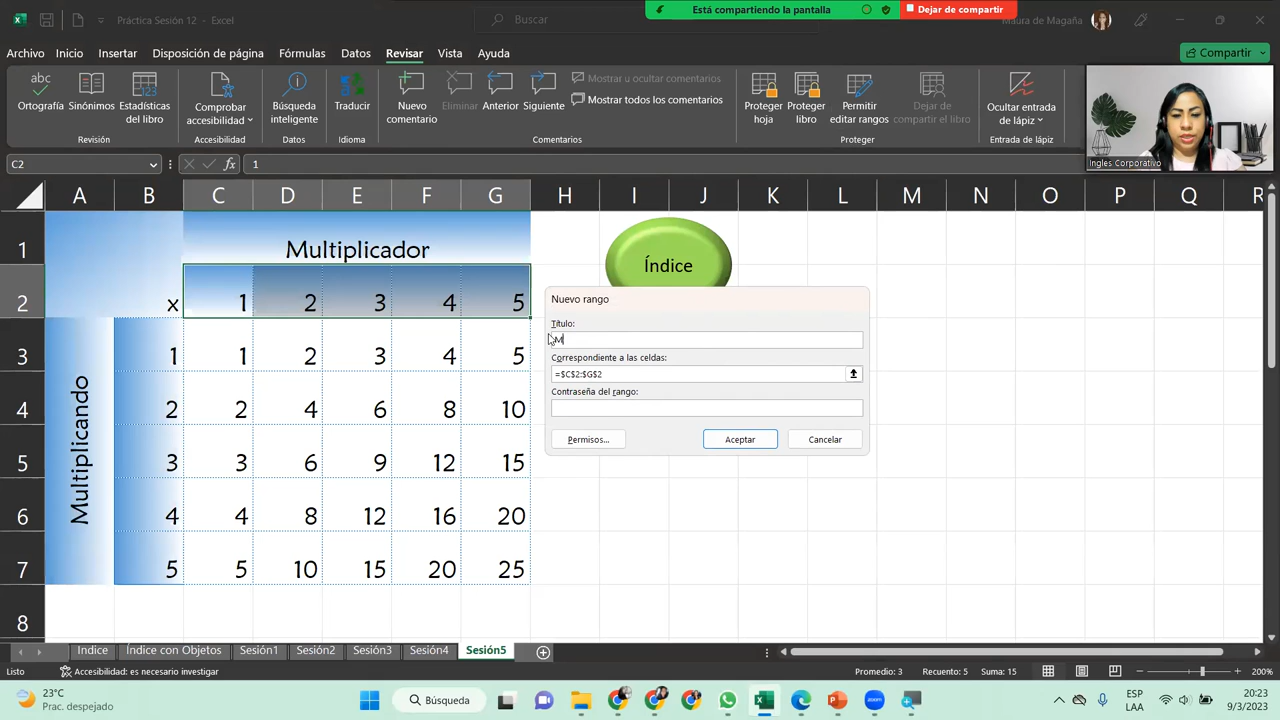 Práctica Sesión 12 - Excel
Buscar
Está compartiendo la pantalla
Dejar de compartir
Maura de Magaña
Archivo Inicio Insertar Disposición de página Fórmulas Datos Revisar Vista Ayuda
Compartir
abc
Ortografía
Sinónimos
Estadísticas del libro
Comprobar accesibilidad
Búsqueda inteligente
Traducir
Nuevo comentario
Eliminar
Anterior
Siguiente
Mostrar u ocultar comentario
Mostrar todos los comentarios
Proteger hoja
Proteger libro
Permitir editar rangos
Dejar de compartir el libro
Ocultar entrada de lápiz
Revisión Accesibilidad Datos Idioma Comentarios Proteger Entrada de lápiz
Ingles Corporativo
C2 fx 1
A B C D E F G H I J K L M N O P Q R
1 Multiplicador
Índice
2 x 1 2 3 4 5
3 1 1 2 3 4 5
4 2 2 4 6 8 10
5 3 3 6 9 12 15
6 4 4 8 12 16 20
7 5 5 10 15 20 25
8
Multiplicando
Nuevo rango
Título:
M
Correspondiente a las celdas:
=$C$2:$G$2
Contraseña del rango:
Permisos... Aceptar Cancelar
Indice Índice con Objetos Sesión1 Sesión2 Sesión3 Sesión4 Sesión5
Listo Accesibilidad: es necesario investigar Promedio: 3 Recuento: 5 Suma: 15 200%
23°C
Prac. despejado
Búsqueda
ESP
LAA
20:23
9/3/2023